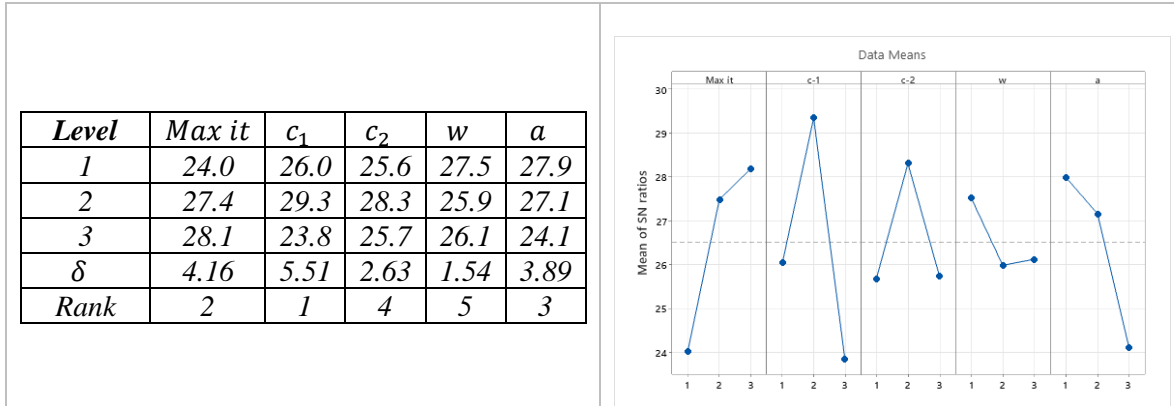 Level Max it c₁ c₂ w a
1 24.0 26.0 25.6 27.5 27.9
2 27.4 29.3 28.3 25.9 27.1
3 28.1 23.8 25.7 26.1 24.1
δ 4.16 5.51 2.63 1.54 3.89
Rank 2 1 4 5 3
Data Means
Max it c-1 c-2 w a
Mean of SN ratios
30
29
28
27
26
25
24
1 2 3 1 2 3 1 2 3 1 2 3 1 2 3